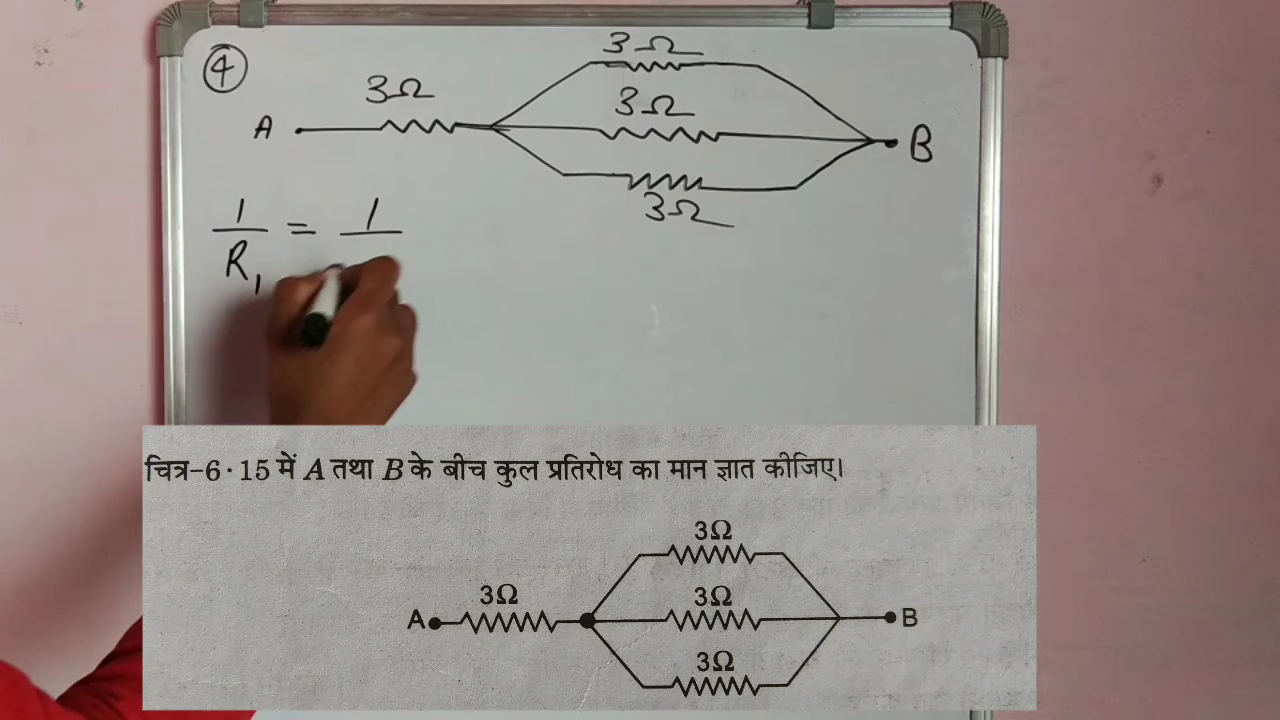 ④
3Ω
3Ω
A
3Ω
B
3Ω
1/R₁ = 1/
चित्र-6·15 में A तथा B के बीच कुल प्रतिरोध का मान ज्ञात कीजिए।
3Ω
3Ω
3Ω
A
B
3Ω